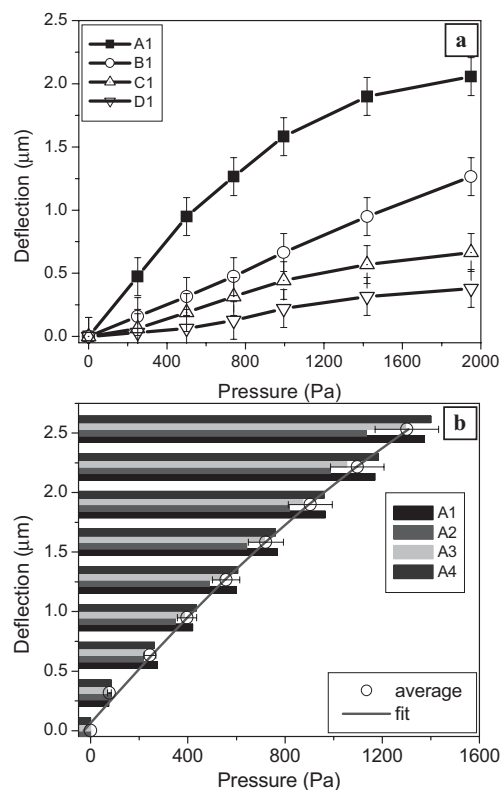 a
A1
B1
C1
D1
2.5
2.0
1.5
1.0
0.5
0.0
Deflection (μm)
0 400 800 1200 1600 2000
Pressure (Pa)
b
2.5
2.0
1.5
1.0
0.5
0.0
Deflection (μm)
A1
A2
A3
A4
average
fit
0 400 800 1200 1600
Pressure (Pa)